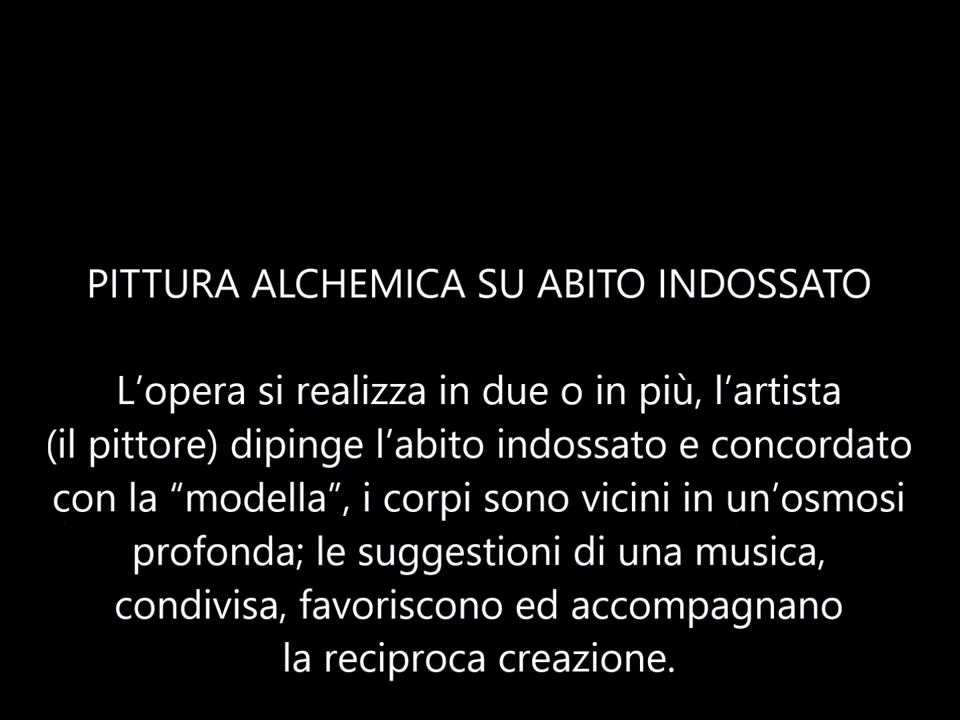 PITTURA ALCHEMICA SU ABITO INDOSSATO
L’opera si realizza in due o in più, l’artista
(il pittore) dipinge l’abito indossato e concordato
con la “modella”, i corpi sono vicini in un’osmosi
profonda; le suggestioni di una musica,
condivisa, favoriscono ed accompagnano
la reciproca creazione.